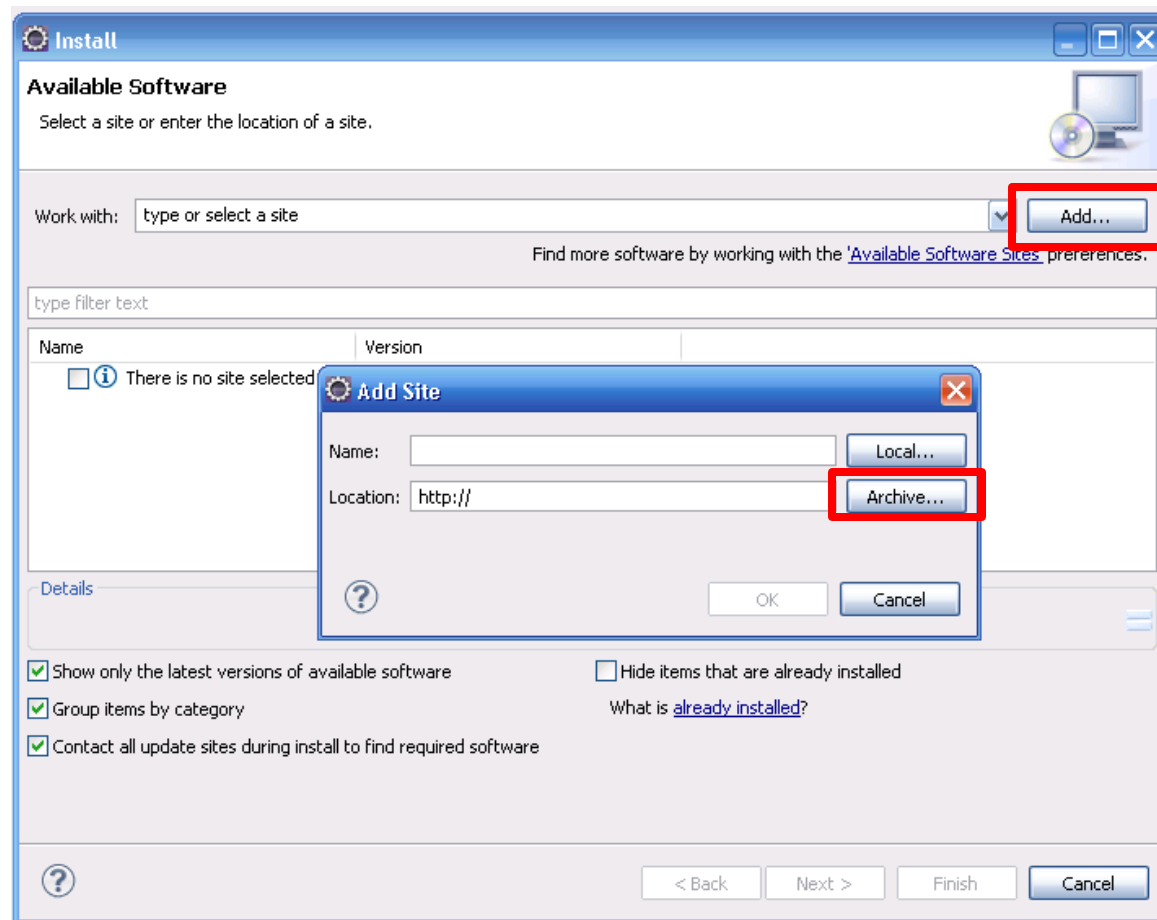 Install
Available Software
Select a site or enter the location of a site.
Work with: type or select a site Add...
Find more software by working with the 'Available Software Sites' preferences.
type filter text
Name Version
There is no site selected
Add Site
Name: Local...
Location: http:// Archive...
OK Cancel
Details
Show only the latest versions of available software Hide items that are already installed
Group items by category What is already installed?
Contact all update sites during install to find required software
< Back Next > Finish Cancel